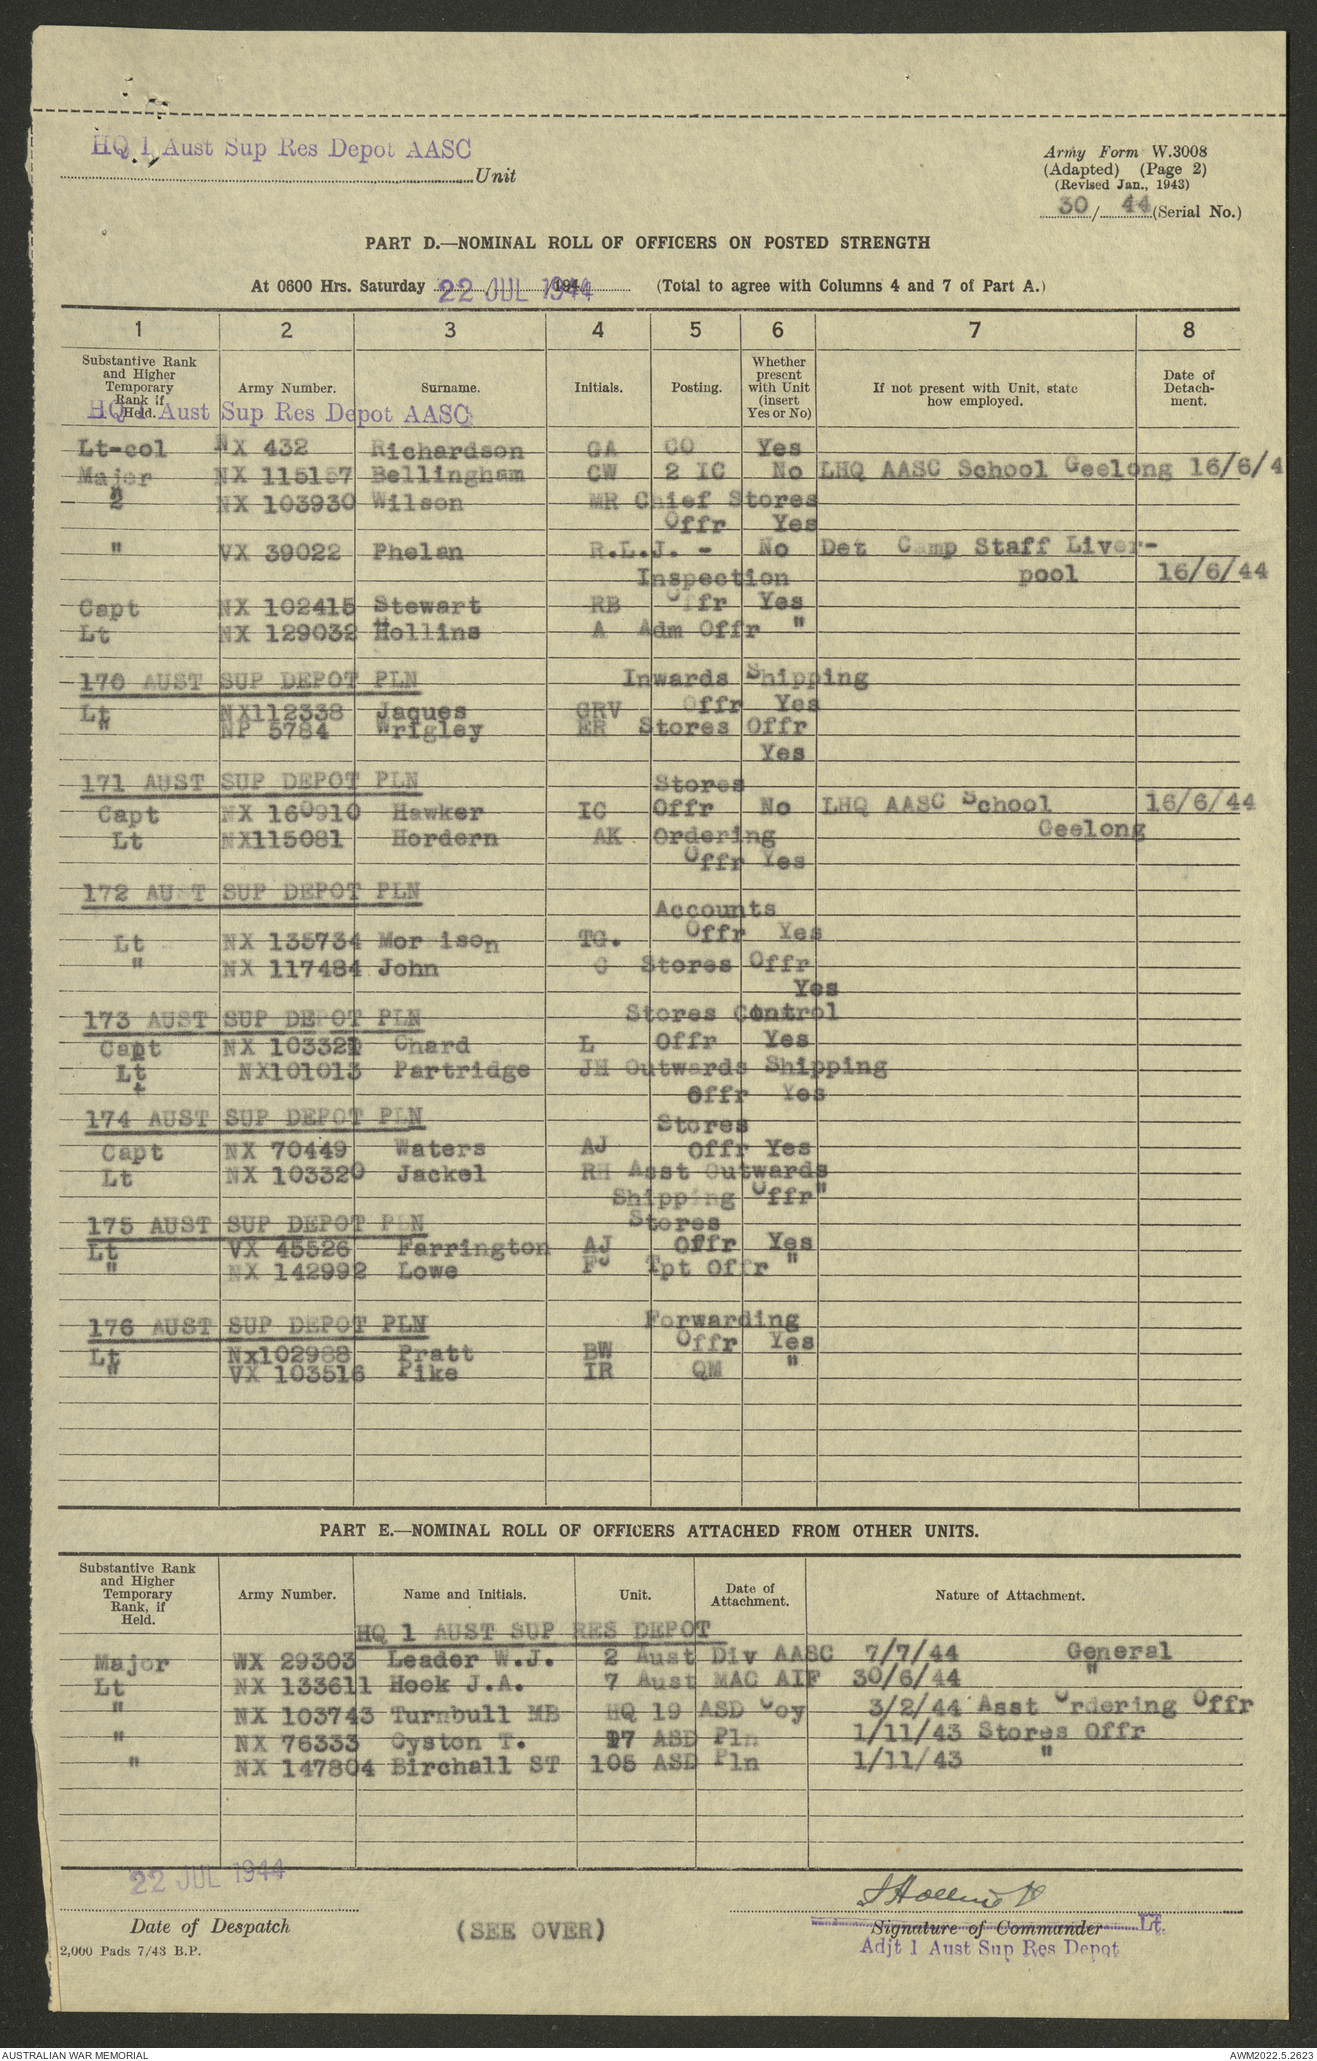 HQ 1 Aust Sup Res Depot AASC
Unit
Army Form W.3008
(Adapted) (Page 2)
(Revised Jan., 1943)
30/ 44 (Serial No.)
PART D.—NOMINAL ROLL OF OFFICERS ON POSTED STRENGTH
At 0600 Hrs. Saturday 22 JUL 1944 (Total to agree with Columns 4 and 7 of Part A.)
1 2 3 4 5 6 7 8
Substantive Rank and Higher Temporary Rank if Held. Army Number. Surname. Initials. Posting. Whether present with Unit (insert Yes or No) If not present with Unit, state how employed. Date of Detachment.
HQ 1 Aust Sup Res Depot AASC
Lt-col NX 432 Richardson GA CO Yes
Major NX 115157 Bellingham CW 2 IC No LHQ AASC School Geelong 16/6/4
" NX 103930 Wilson MR Chief Stores
Offr Yes
" VX 39022 Phelan R.L.J. - No Det Camp Staff Liver-
Inspection pool 16/6/44
Capt NX 102415 Stewart RB Offr Yes
Lt NX 129032 Hollins A Adm Offr "
170 AUST SUP DEPOT PLN Inwards Shipping
Lt NX112338 Jaques GRV Offr Yes
" NP 5784 Wrigley ER Stores Offr
Yes
171 AUST SUP DEPOT PLN Stores
Capt NX 160910 Hawker IC Offr No LHQ AASC School 16/6/44
Geelong
Lt NX115081 Hordern AK Ordering
Offr Yes
172 AUST SUP DEPOT PLN
Accounts
Lt NX 135734 Mor ison TG. Offr Yes
" NX 117484 John C Stores Offr
Yes
173 AUST SUP DEPOT PLN Stores Control
Capt NX 103321 Chard L Offr Yes
Lt NX101013 Partridge JH Outwards Shipping
Offr Yes
174 AUST SUP DEPOT PLN Stores
Capt NX 70449 Waters AJ Offr Yes
Lt NX 103320 Jackel RH Asst Outwards
Shipping Offr "
175 AUST SUP DEPOT PLN Stores
Lt VX 45526 Farrington AJ Offr Yes
" NX 142992 Lowe FJ Tpt Offr "
176 AUST SUP DEPOT PLN Forwarding
Offr Yes
Lt Nx102988 Pratt BW "
" VX 103516 Pike IR QM
PART E.—NOMINAL ROLL OF OFFICERS ATTACHED FROM OTHER UNITS.
Substantive Rank and Higher Temporary Rank, if Held. Army Number. Name and Initials. Unit. Date of Attachment. Nature of Attachment.
HQ 1 AUST SUP RES DEPOT
Major WX 29303 Leader W.J. 2 Aust Div AASC 7/7/44 General
Lt NX 133611 Hook J.A. 7 Aust MAC AIF 30/6/44 "
" NX 103743 Turnbull MB HQ 19 ASD Coy 3/2/44 Asst Ordering Offr
" NX 76333 Cyston T. 17 ASD Pln 1/11/43 Stores Offr
" NX 147804 Birchall ST 105 ASD Pln 1/11/43 "
22 JUL 1944
Date of Despatch
(SEE OVER)
Signature of Commander Lt.
Adjt 1 Aust Sup Res Depot
2,000 Pads 7/43 B.P.
AUSTRALIAN WAR MEMORIAL
AWM2022.5.2623